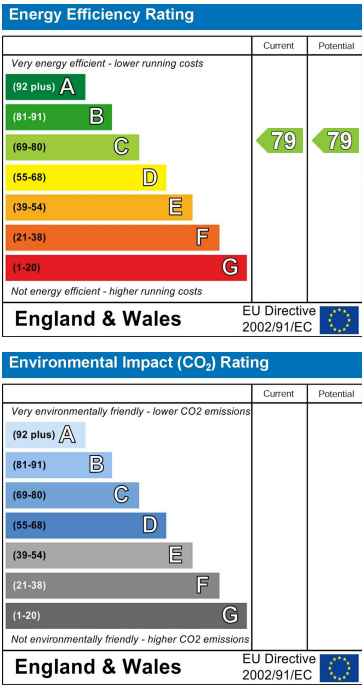 Energy Efficiency Rating
Current Potential
Very energy efficient - lower running costs
(92 plus) A
(81-91) B
(69-80) C 79 79
(55-68) D
(39-54) E
(21-38) F
(1-20) G
Not energy efficient - higher running costs
England & Wales EU Directive
2002/91/EC
Environmental Impact (CO₂) Rating
Current Potential
Very environmentally friendly - lower CO2 emissions
(92 plus) A
(81-91) B
(69-80) C
(55-68) D
(39-54) E
(21-38) F
(1-20) G
Not environmentally friendly - higher CO2 emissions
England & Wales EU Directive
2002/91/EC